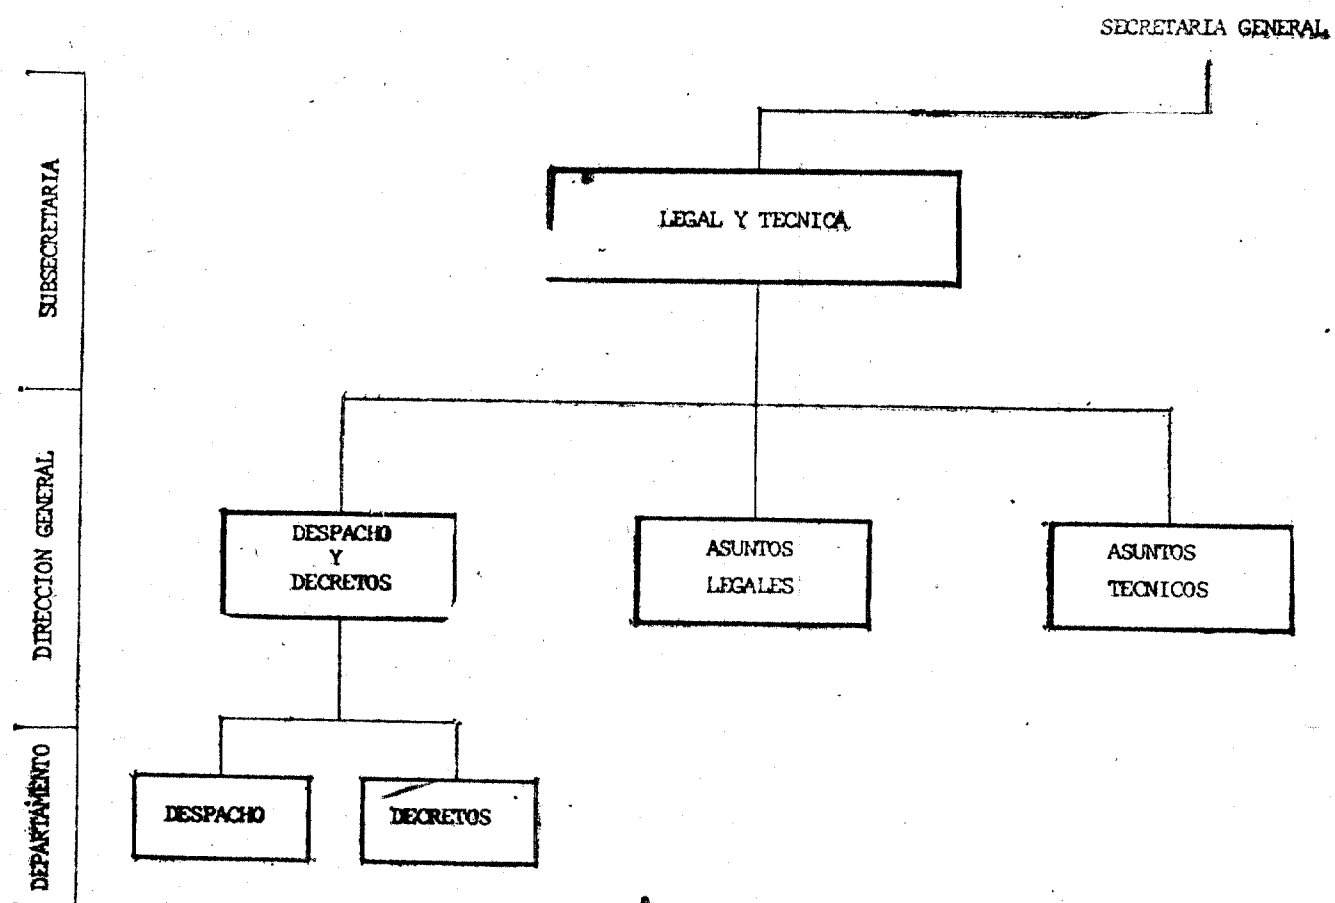 SECRETARIA GENERAL
SUBSECRETARIA
LEGAL Y TECNICA
DIRECCION GENERAL
DESPACHO
Y
DECRETOS
ASUNTOS
LEGALES
ASUNTOS
TECNICOS
DEPARTAMENTO
DESPACHO
DECRETOS